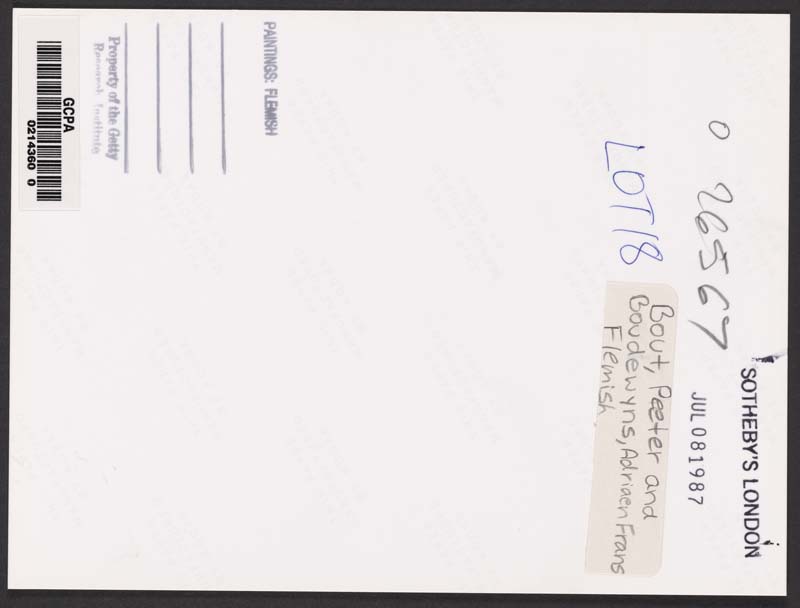 SOTHEBY'S LONDON
JUL 08 1987
O 26567
LOT 18
Bout, Peeter and
Boudewyns, Adriaen Frans
Flemish
PAINTINGS: FLEMISH
Property of the Getty
Research Institute
GCPA
0214360 0